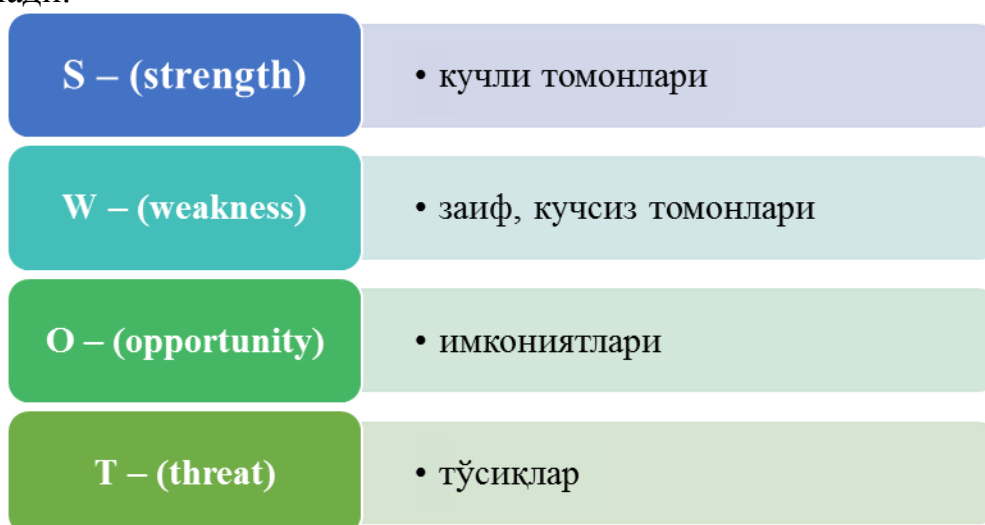 S – (strength)
• кучли томонлари
W – (weakness)
• заиф, кучсиз томонлари
O – (opportunity)
• имкониятлари
T – (threat)
• тўсиқлар